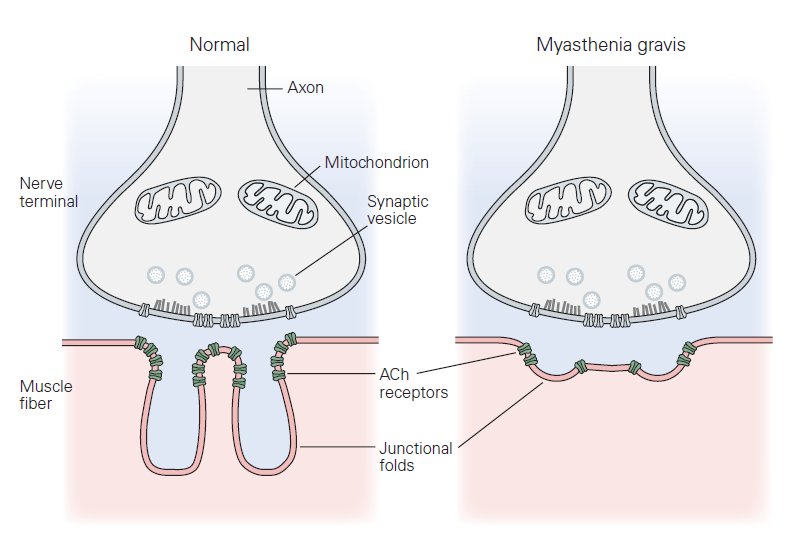 Normal
Myasthenia gravis
Axon
Mitochondrion
Nerve
terminal
Synaptic
vesicle
Muscle
fiber
ACh
receptors
Junctional
folds